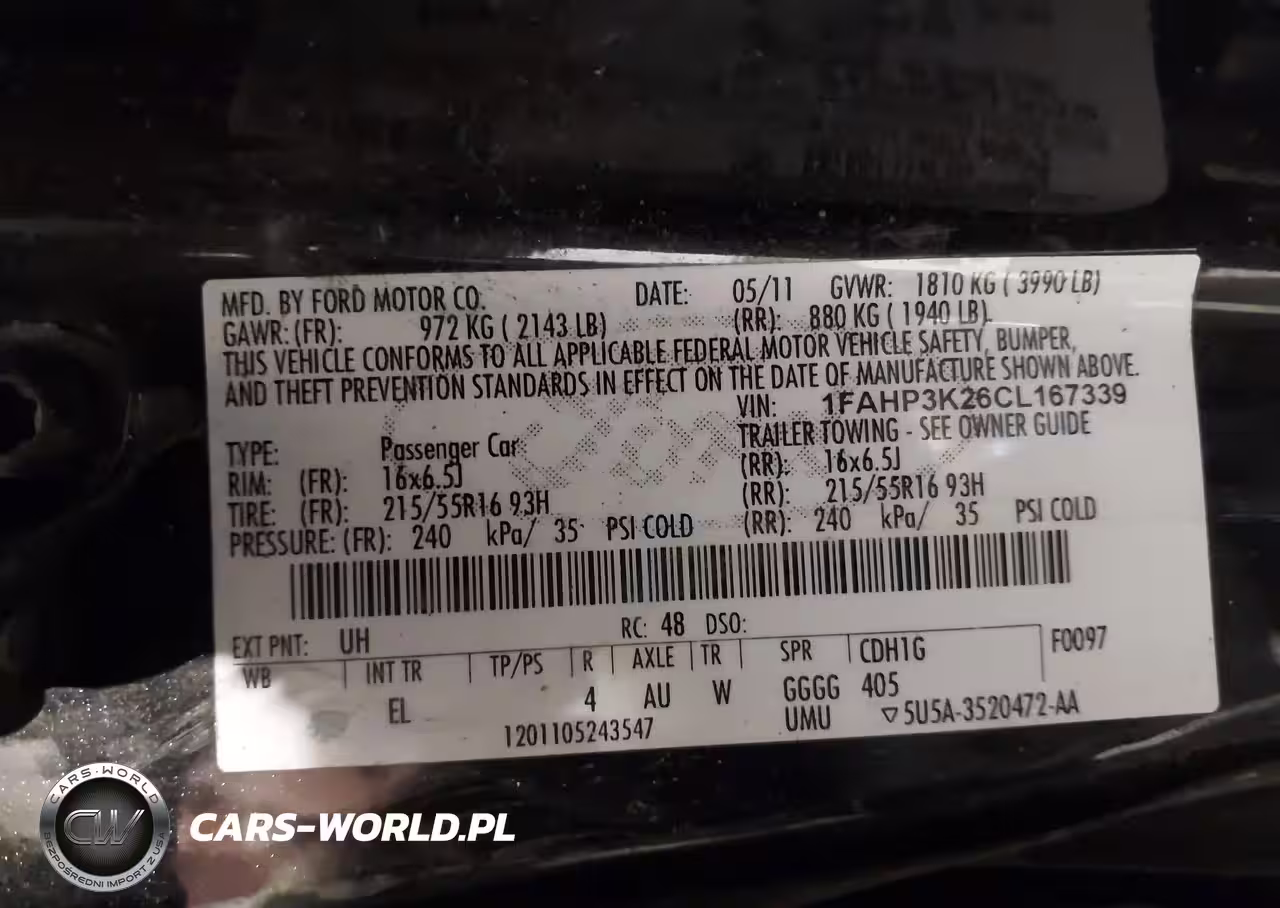 MFD. BY FORD MOTOR CO. DATE: 05/11 GVWR: 1810 KG ( 3990 LB)
GAWR: (FR): 972 KG ( 2143 LB) (RR): 880 KG ( 1940 LB)
THIS VEHICLE CONFORMS TO ALL APPLICABLE FEDERAL MOTOR VEHICLE SAFETY, BUMPER,
AND THEFT PREVENTION STANDARDS IN EFFECT ON THE DATE OF MANUFACTURE SHOWN ABOVE.
VIN: 1FAHP3K26CL167339
TYPE: Passenger Car TRAILER TOWING - SEE OWNER GUIDE
RIM: (FR): 16x6.5J (RR): 16x6.5J
TIRE: (FR): 215/55R16 93H (RR): 215/55R16 93H
PRESSURE: (FR): 240 kPa/ 35 PSI COLD (RR): 240 kPa/ 35 PSI COLD
EXT PNT: UH RC: 48 DSO:
WB INT TR TP/PS R AXLE TR SPR CDH1G F0097
EL 4 AU W GGGG 405
1201105243547 UMU ▽5U5A-3520472-AA
CARS-WORLD
CW
BEZPOŚREDNI IMPORT Z USA
CARS-WORLD.PL